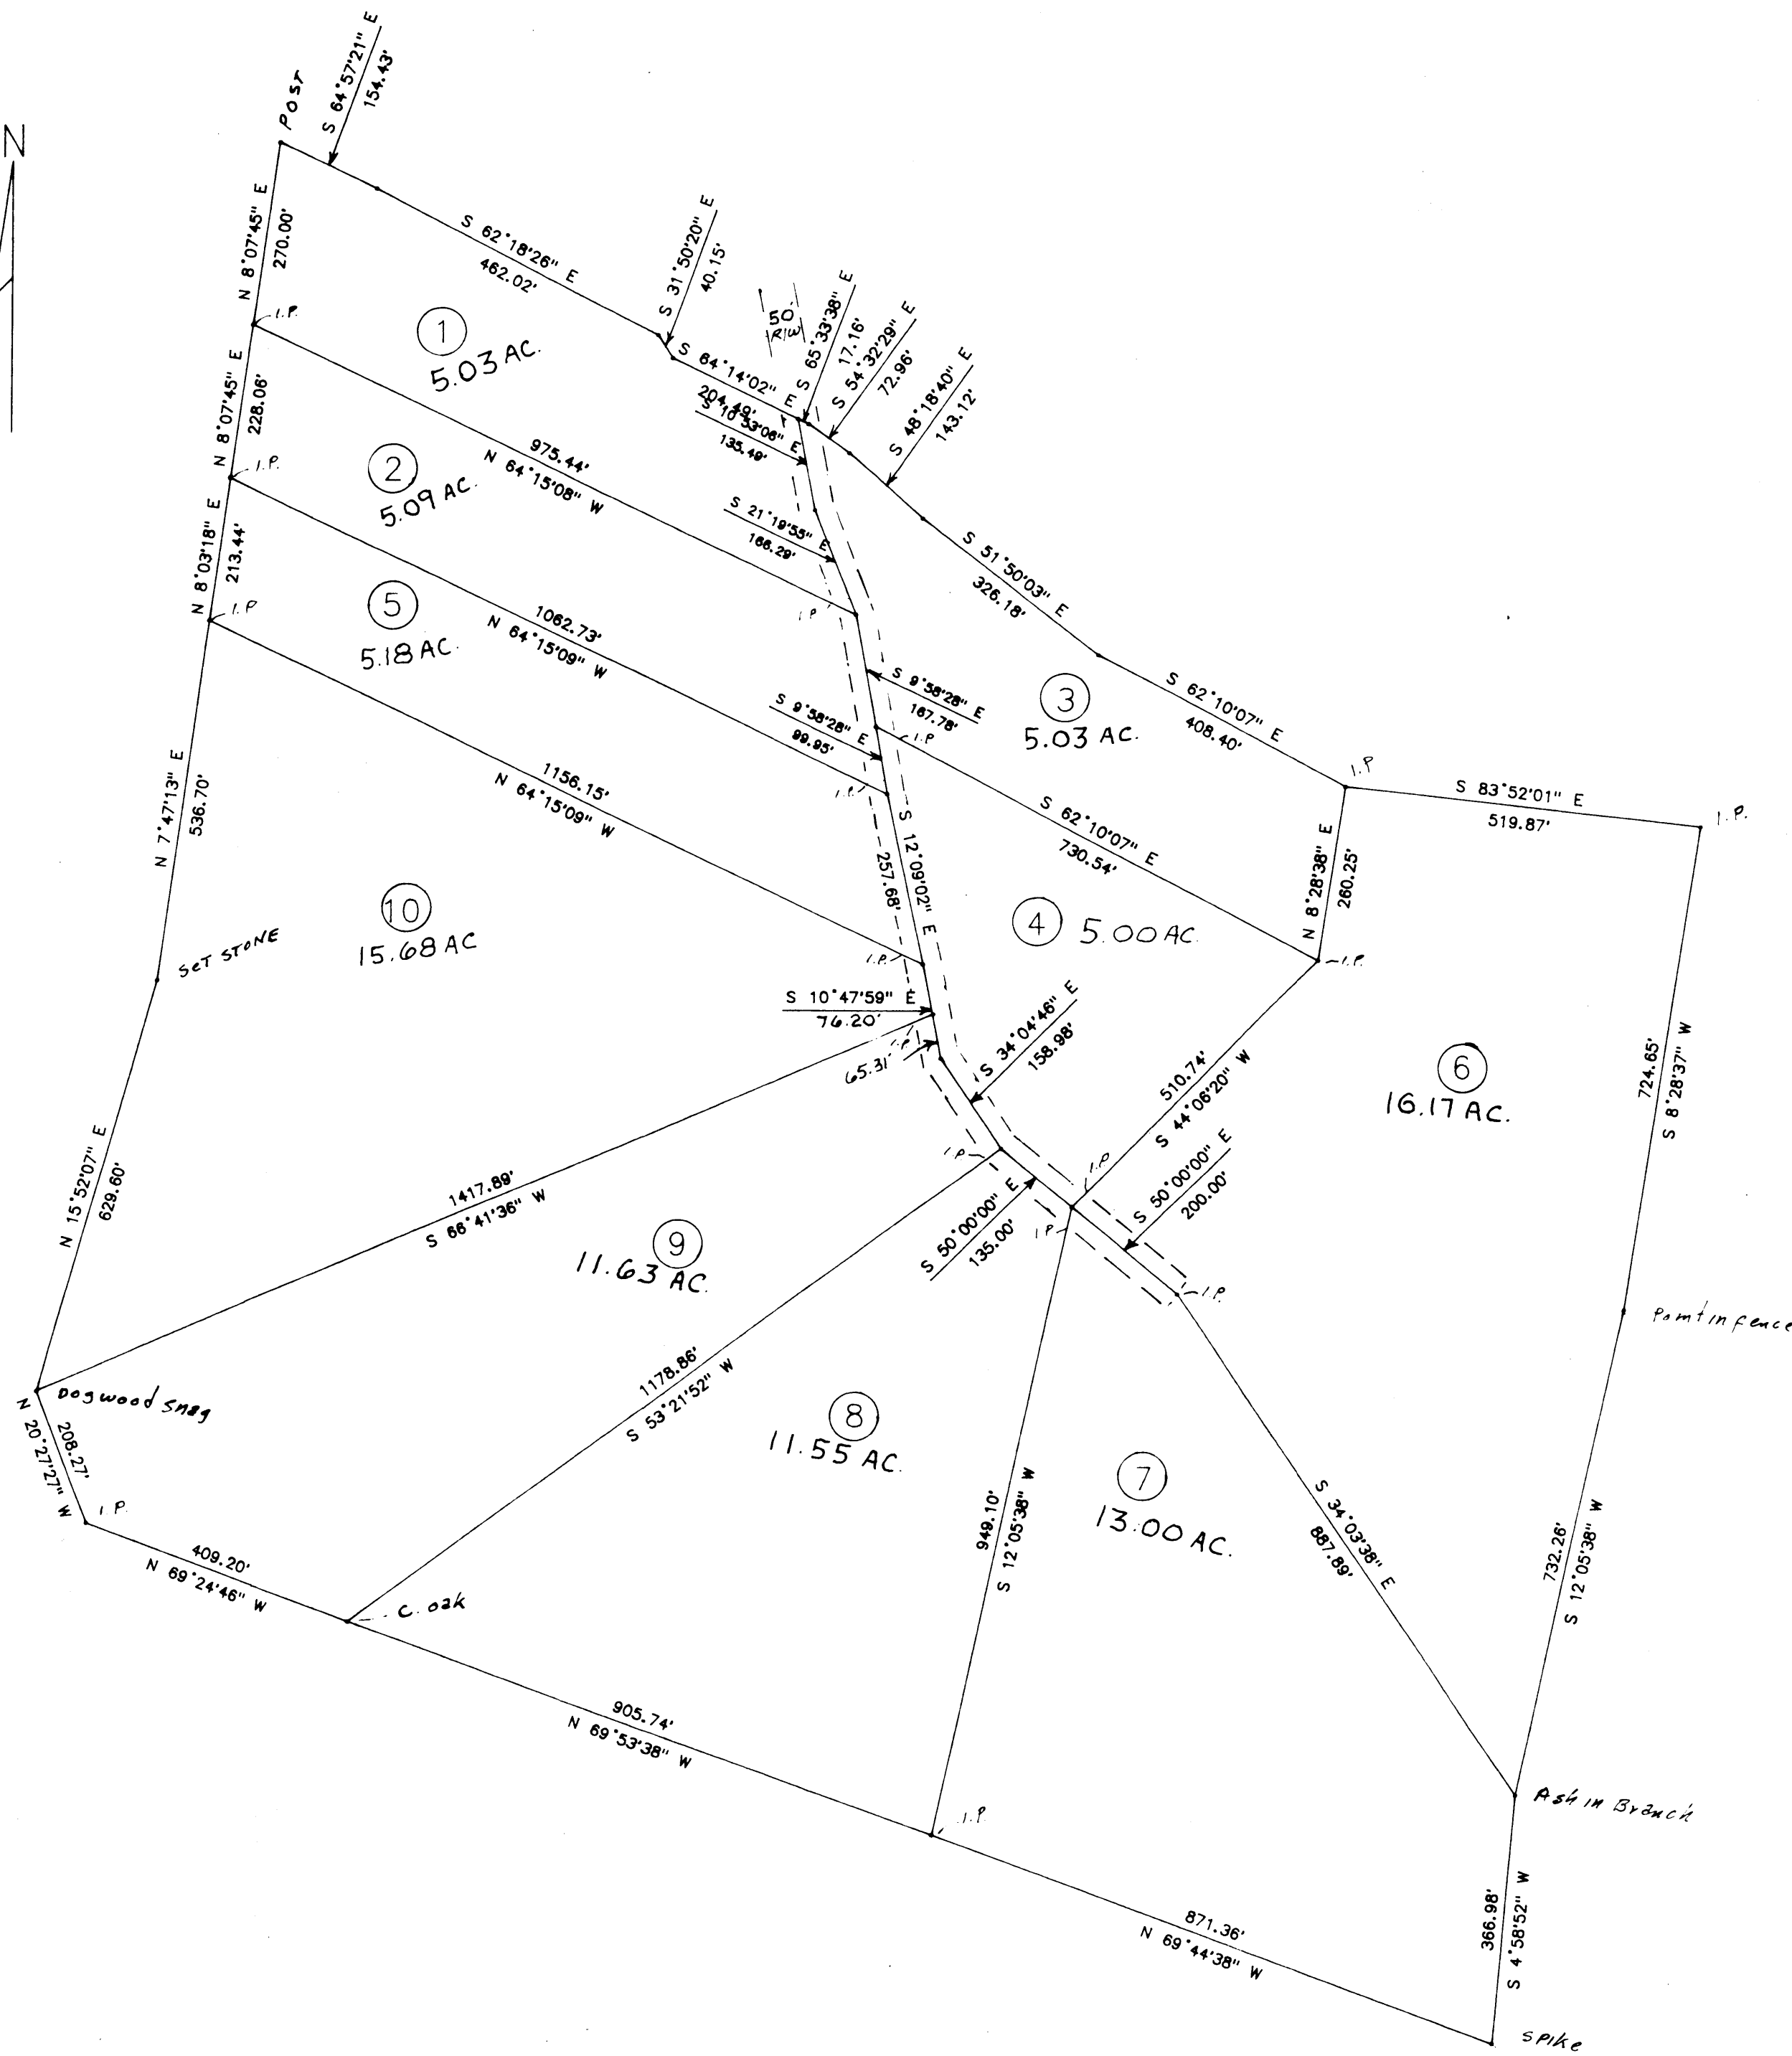 N
POST
S 64°57'21" E
154.43'
N 8°07'45" E
270.00'
S 62°18'26" E
462.02'
S 31°50'20" E
40.15'
50'
R/W
S 65°33'38" E
17.16'
S 54°32'29" E
72.96'
S 48°18'40" E
143.12'
S 64°14'02" E
204.49'
S 10°53'06" E
135.49'
I.P.
1
5.03 AC.
N 8°07'45" E
228.06'
I.P.
2
5.09 AC.
975.44'
N 64°15'08" W
S 21°19'55" E
166.29'
I.P
S 51°50'03" E
326.18'
N 8°03'18" E
213.44'
I.P
5
5.18 AC.
1062.73'
N 64°15'09" W
S 9°58'28" E
167.78'
I.P
S 9°58'28" E
99.95'
I.P.
3
5.03 AC.
S 62°10'07" E
408.40'
I.P
S 83°52'01" E
519.87'
I.P.
N 7°47'13" E
536.70'
1156.15'
N 64°15'09" W
S 12°09'02" E
257.68'
S 62°10'07" E
730.54'
N 8°28'38" E
260.25'
I.P.
10
15.68 AC
SET STONE
I.P.
4
5.00 AC.
S 10°47'59" E
76.20'
I.P
65.31'
S 34°04'46" E
158.98'
510.74'
S 44°06'20" W
6
16.17 AC.
724.65'
S 8°28'37" W
N 15°52'07" E
629.60'
1417.89'
S 66°41'36" W
I.P
I.P
S 50°00'00" E
135.00'
I P
S 50°00'00" E
200.00'
I.P.
9
11.63 AC.
Point in fence
Dogwood Snag
N 20°27'27" W
208.27'
I.P.
1178.86'
S 53°21'52" W
8
11.55 AC.
949.10'
S 12°05'38" W
7
13.00 AC.
S 34°03'38" E
887.89'
732.26'
S 12°05'38" W
409.20'
N 69°24'46" W
C. oak
905.74'
N 69°53'38" W
I.P.
Ash in Branch
871.36'
N 69°44'38" W
366.98'
S 4°58'52" W
SPIKE